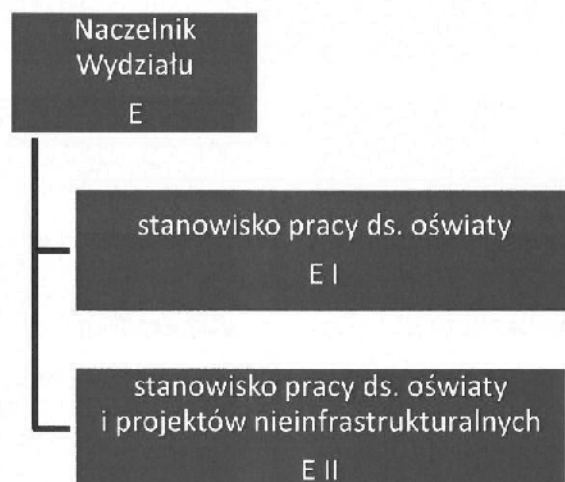 Naczelnik
Wydziału
E
stanowisko pracy ds. oświaty
E I
stanowisko pracy ds. oświaty
i projektów nieinfrastrukturalnych
E II